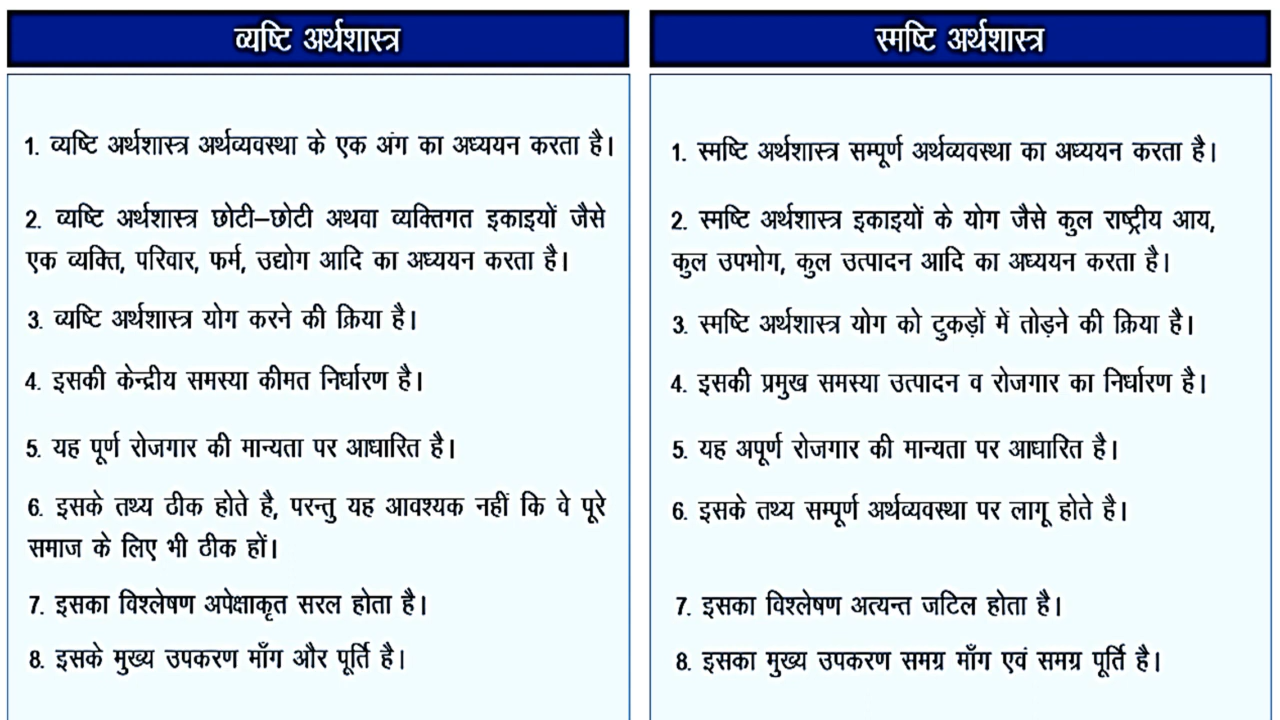 व्यष्टि अर्थशास्त्र
1. व्यष्टि अर्थशास्त्र अर्थव्यवस्था के एक अंग का अध्ययन करता है।
2. व्यष्टि अर्थशास्त्र छोटी–छोटी अथवा व्यक्तिगत इकाइयों जैसे
एक व्यक्ति, परिवार, फर्म, उद्योग आदि का अध्ययन करता है।
3. व्यष्टि अर्थशास्त्र योग करने की क्रिया है।
4. इसकी केन्द्रीय समस्या कीमत निर्धारण है।
5. यह पूर्ण रोजगार की मान्यता पर आधारित है।
6. इसके तथ्य ठीक होते है, परन्तु यह आवश्यक नहीं कि वे पूरे
समाज के लिए भी ठीक हों।
7. इसका विश्लेषण अपेक्षाकृत सरल होता है।
8. इसके मुख्य उपकरण माँग और पूर्ति है।
स्मष्टि अर्थशास्त्र
1. स्मष्टि अर्थशास्त्र सम्पूर्ण अर्थव्यवस्था का अध्ययन करता है।
2. स्मष्टि अर्थशास्त्र इकाइयों के योग जैसे कुल राष्ट्रीय आय,
कुल उपभोग, कुल उत्पादन आदि का अध्ययन करता है।
3. स्मष्टि अर्थशास्त्र योग को टुकड़ों में तोड़ने की क्रिया है।
4. इसकी प्रमुख समस्या उत्पादन व रोजगार का निर्धारण है।
5. यह अपूर्ण रोजगार की मान्यता पर आधारित है।
6. इसके तथ्य सम्पूर्ण अर्थव्यवस्था पर लागू होते है।
7. इसका विश्लेषण अत्यन्त जटिल होता है।
8. इसका मुख्य उपकरण समग्र माँग एवं समग्र पूर्ति है।